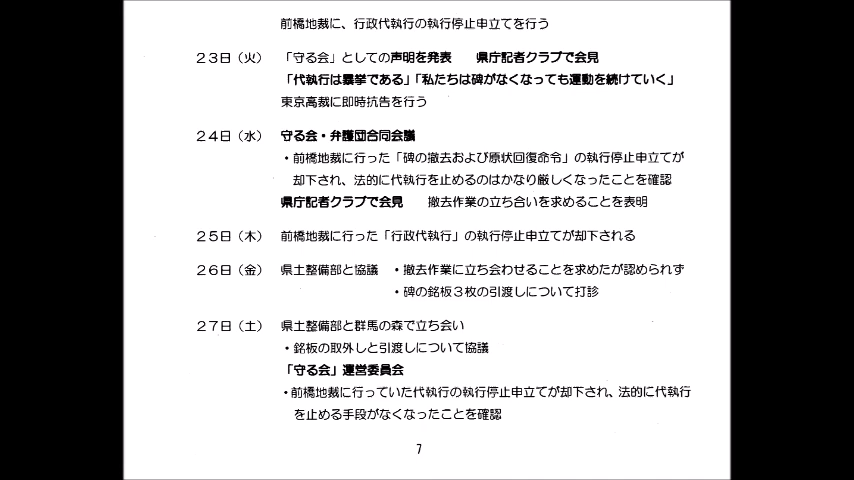 前橋地裁に、行政代執行の執行停止申立てを行う
23日（火） 「守る会」としての声明を発表 県庁記者クラブで会見
「代執行は暴挙である」「私たちは碑がなくなっても運動を続けていく」
東京高裁に即時抗告を行う
24日（水） 守る会・弁護団合同会議
・前橋地裁に行った「碑の撤去および原状回復命令」の執行停止申立てが
却下され、法的に代執行を止めるのはかなり厳しくなったことを確認
県庁記者クラブで会見 撤去作業の立ち合いを求めることを表明
25日（木） 前橋地裁に行った「行政代執行」の執行停止申立てが却下される
26日（金） 県土整備部と協議 ・撤去作業に立ち会わせることを求めたが認められず
・碑の銘板３枚の引渡しについて打診
27日（土） 県土整備部と群馬の森で立ち会い
・銘板の取外しと引渡しについて協議
「守る会」運営委員会
・前橋地裁に行っていた代執行の執行停止申立てが却下され、法的に代執行
を止める手段がなくなったことを確認
7